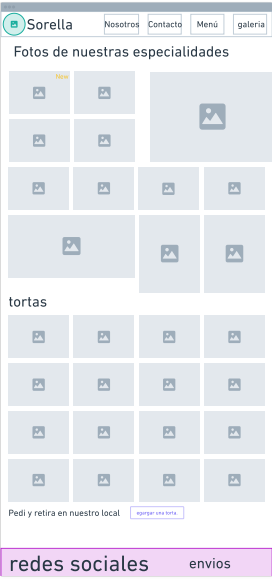 Sorella
Nosotros
Contacto
Menú
galeria
Fotos de nuestras especialidades
New
tortas
Pedi y retira en nuestro local
egargar una torta.
redes sociales
envios